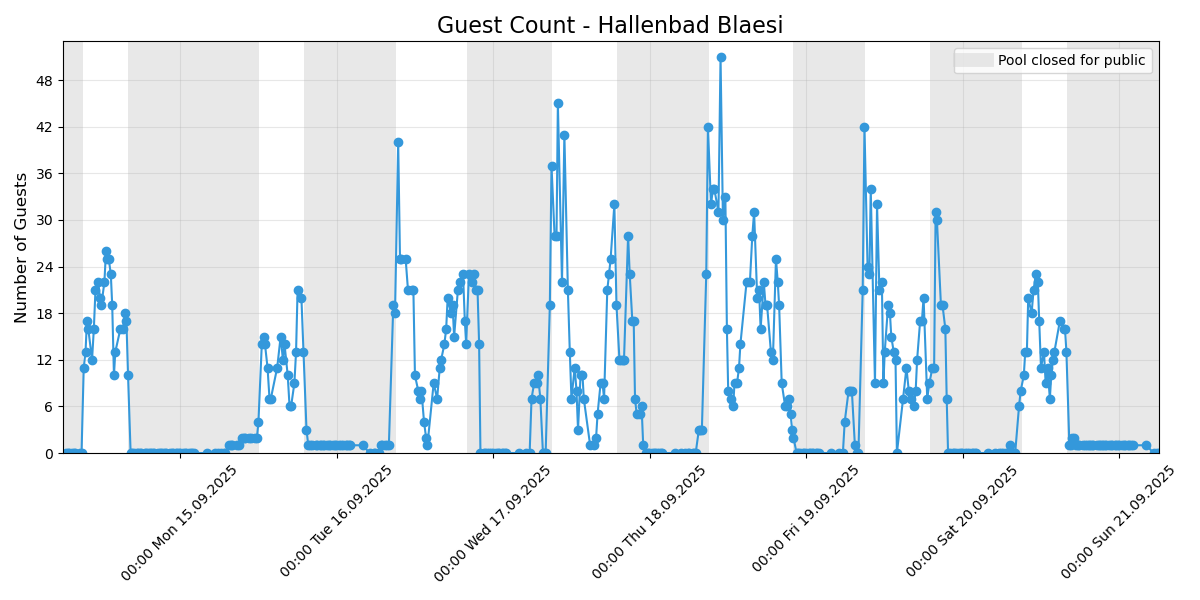 Guest Count - Hallenbad Blaesi
Pool closed for public
Number of Guests
48
42
36
30
24
18
12
6
0
00:00 Mon 15.09.2025
00:00 Tue 16.09.2025
00:00 Wed 17.09.2025
00:00 Thu 18.09.2025
00:00 Fri 19.09.2025
00:00 Sat 20.09.2025
00:00 Sun 21.09.2025